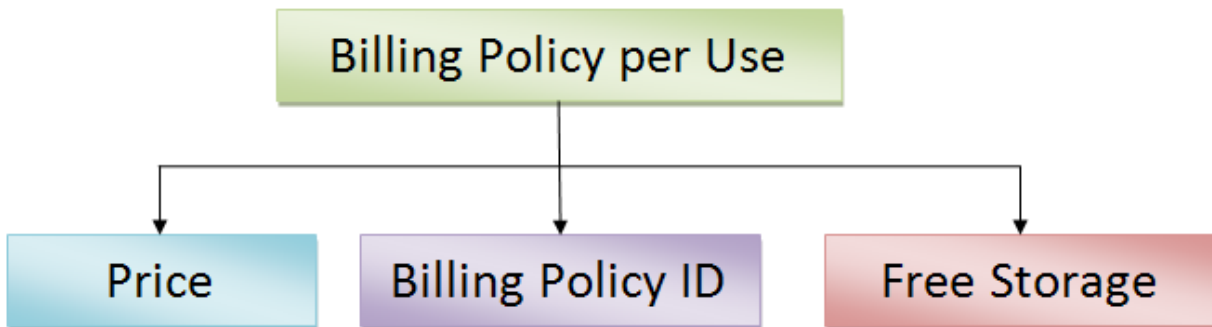 Billing Policy per Use
Price
Billing Policy ID
Free Storage